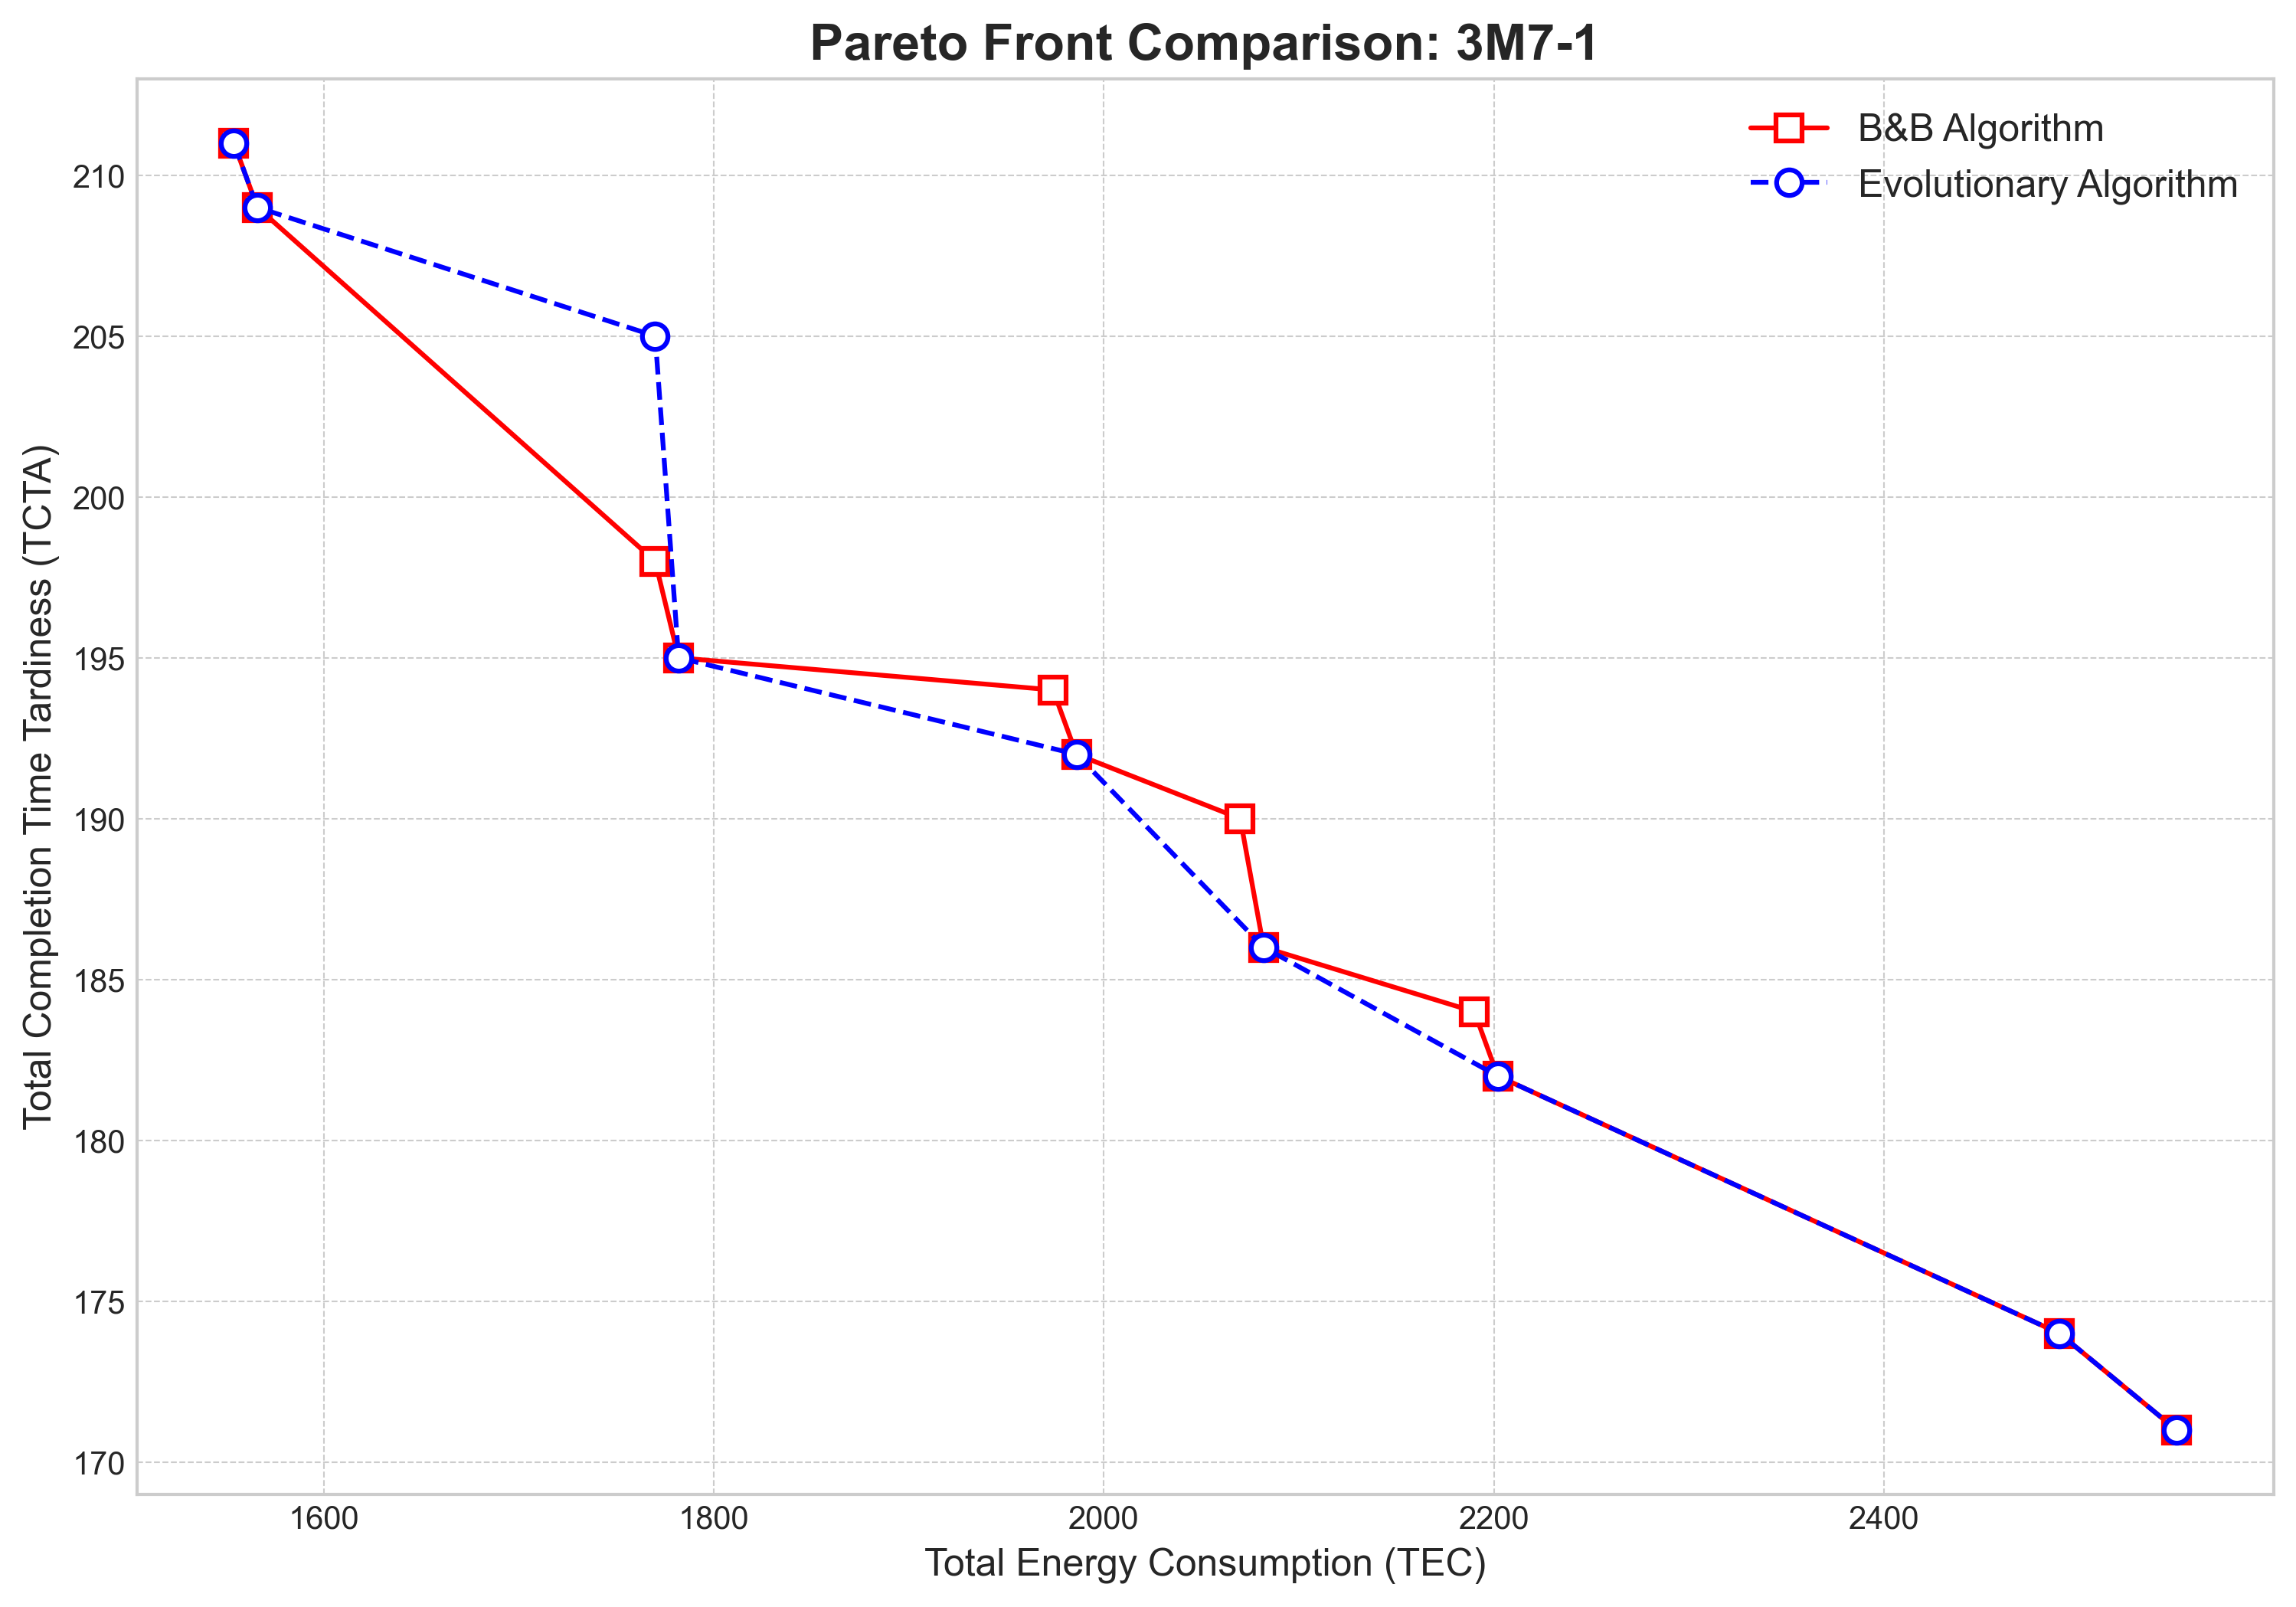 Pareto Front Comparison: 3M7-1
B&B Algorithm
Evolutionary Algorithm
Total Completion Time Tardiness (TCTA)
210
205
200
195
190
185
180
175
170
1600 1800 2000 2200 2400
Total Energy Consumption (TEC)